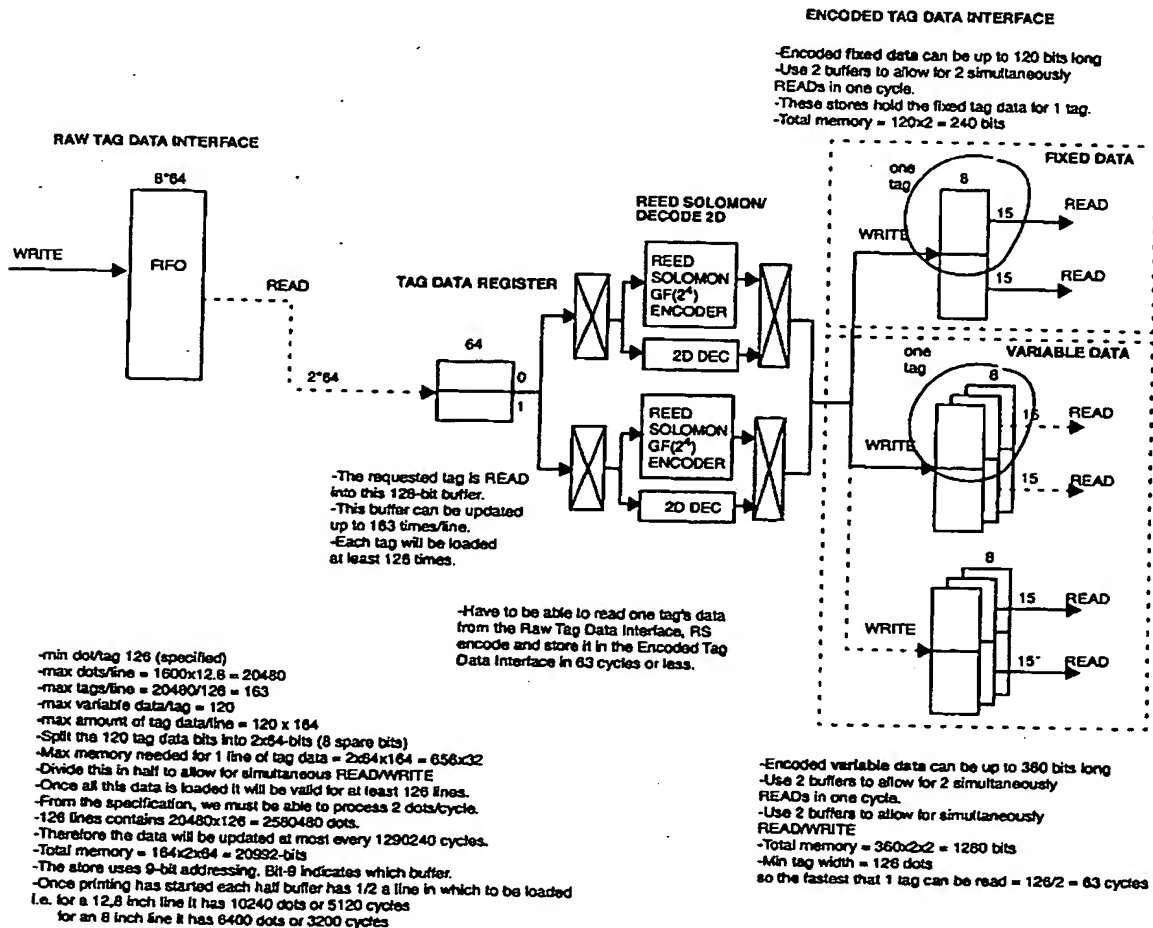 ENCODED TAG DATA INTERFACE
-Encoded fixed data can be up to 120 bits long
-Use 2 buffers to allow for 2 simultaneously
READs in one cycle.
-These stores hold the fixed tag data for 1 tag.
-Total memory = 120x2 = 240 bits
RAW TAG DATA INTERFACE
8*64
WRITE
FIFO
READ
2*64
TAG DATA REGISTER
64
0
1
-The requested tag is READ
into this 128-bit buffer.
-This buffer can be updated
up to 163 times/line.
-Each tag will be loaded
at least 126 times.
REED SOLOMON/
DECODE 2D
REED
SOLOMON
GF(2⁴)
ENCODER
2D DEC
REED
SOLOMON
GF(2⁴)
ENCODER
2D DEC
-Have to be able to read one tag's data
from the Raw Tag Data Interface, RS
encode and store it in the Encoded Tag
Data Interface in 63 cycles or less.
FIXED DATA
one
tag
8
WRITE
15
READ
15
READ
VARIABLE DATA
one
tag
8
WRITE
15
READ
15
READ
8
WRITE
15
READ
15
READ
-min dot/tag 126 (specified)
-max dots/line = 1600x12.8 = 20480
-max tags/line = 20480/126 = 163
-max variable data/tag = 120
-max amount of tag data/line = 120 x 164
-Split the 120 tag data bits into 2x64-bits (8 spare bits)
-Max memory needed for 1 line of tag data = 2x64x164 = 656x32
-Divide this in half to allow for simultaneous READ/WRITE
-Once all this data is loaded it will be valid for at least 126 lines.
-From the specification, we must be able to process 2 dots/cycle.
-126 lines contains 20480x126 = 2580480 dots.
-Therefore the data will be updated at most every 1290240 cycles.
-Total memory = 164x2x64 = 20992-bits
-The store uses 9-bit addressing. Bit-9 indicates which buffer.
-Once printing has started each half buffer has 1/2 a line in which to be loaded
i.e. for a 12.8 inch line it has 10240 dots or 5120 cycles
for an 8 inch line it has 6400 dots or 3200 cycles
-Encoded variable data can be up to 360 bits long
-Use 2 buffers to allow for 2 simultaneously
READs in one cycle.
-Use 2 buffers to allow for simultaneously
READ/WRITE
-Total memory = 360x2x2 = 1280 bits
-Min tag width = 126 dots
so the fastest that 1 tag can be read = 126/2 = 63 cycles